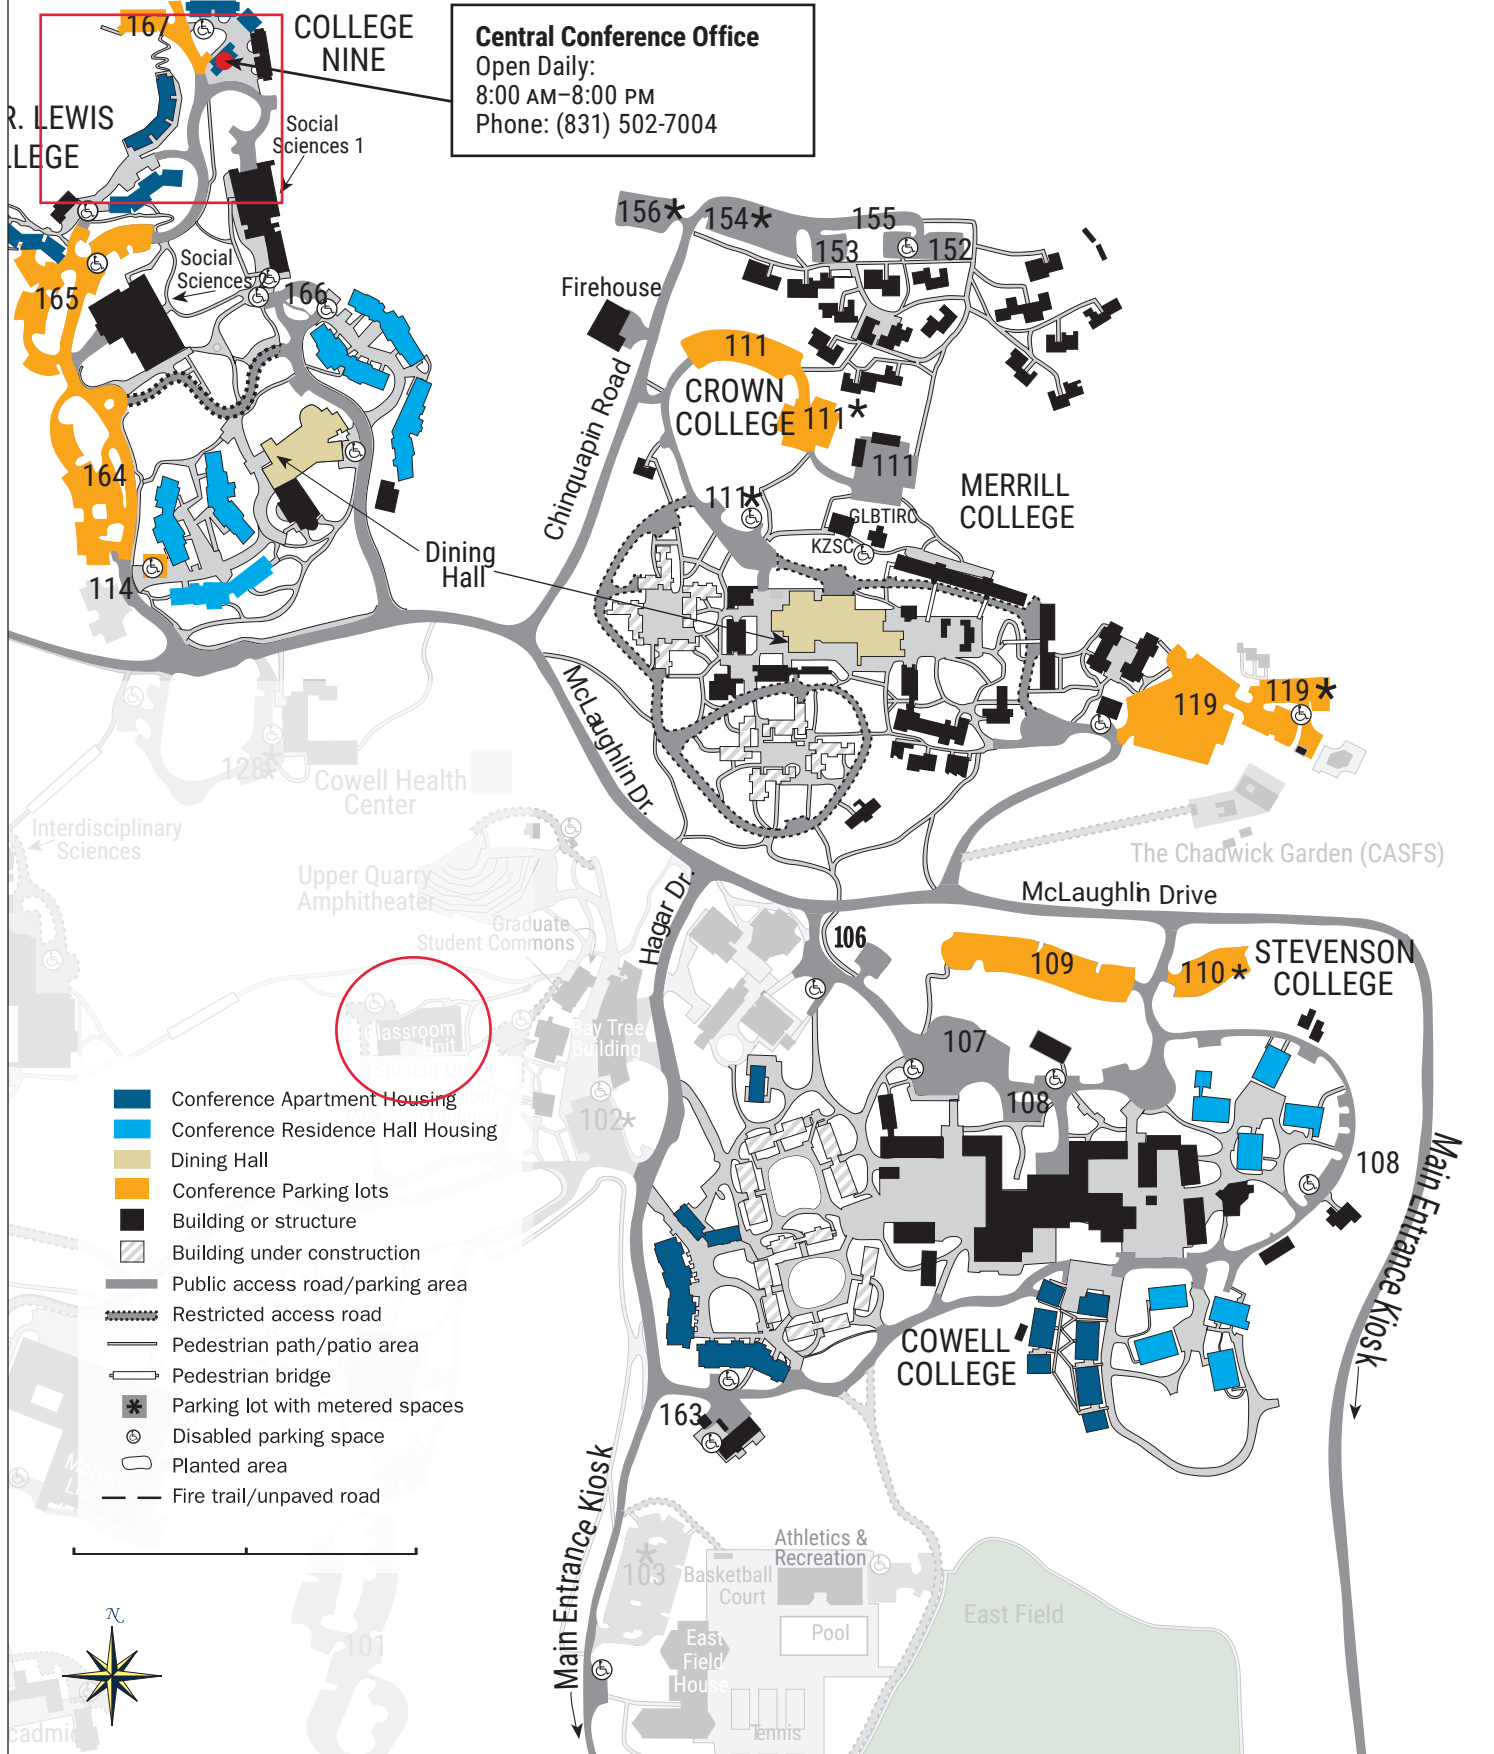 167
COLLEGE
NINE
Central Conference Office
Open Daily:
8:00 AM–8:00 PM
Phone: (831) 502-7004
R. LEWIS
LLEGE
Social
Sciences 1
156*
154*
155
153
152
Social
Sciences
165
166
Firehouse
111
CROWN
COLLEGE
111*
111
Chinquapin Road
164
MERRILL
COLLEGE
111*
GLBTIRC
KZSC
Dining
Hall
114
119
119*
McLaughlin Dr.
128*
Cowell Health
Center
Interdisciplinary
Sciences
The Chadwick Garden (CASFS)
Upper Quarry
Amphitheater
McLaughlin Drive
Hagar Dr.
Graduate
Student Commons
106
109
110*
STEVENSON
COLLEGE
Classroom
Unit
Bay Tree
Building
Student Union
107
108
102*
108
Main Entrance Kiosk
Conference Apartment Housing
Conference Residence Hall Housing
Dining Hall
Conference Parking lots
Building or structure
Building under construction
Public access road/parking area
Restricted access road
Pedestrian path/patio area
Pedestrian bridge
Parking lot with metered spaces
Disabled parking space
Planted area
Fire trail/unpaved road
COWELL
COLLEGE
163
McHenry
104
Main Entrance Kiosk
103
Athletics &
Recreation
Basketball
Court
East Field
Pool
East
Field
House
101
N
Tennis
cademic